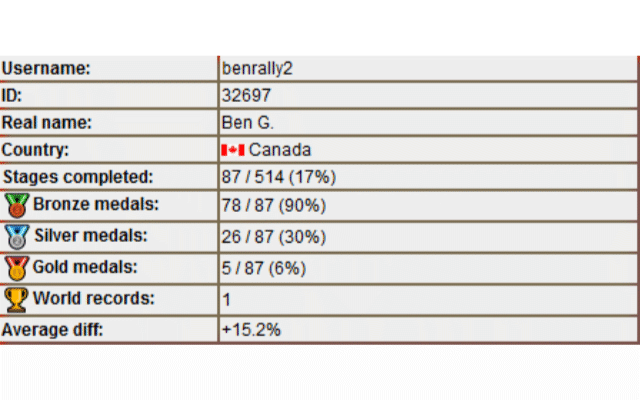 Username: benrally2
ID: 32697
Real name: Ben G.
Country: Canada
Stages completed: 87 / 514 (17%)
Bronze medals: 78 / 87 (90%)
Silver medals: 26 / 87 (30%)
Gold medals: 5 / 87 (6%)
World records: 1
Average diff: +15.2%